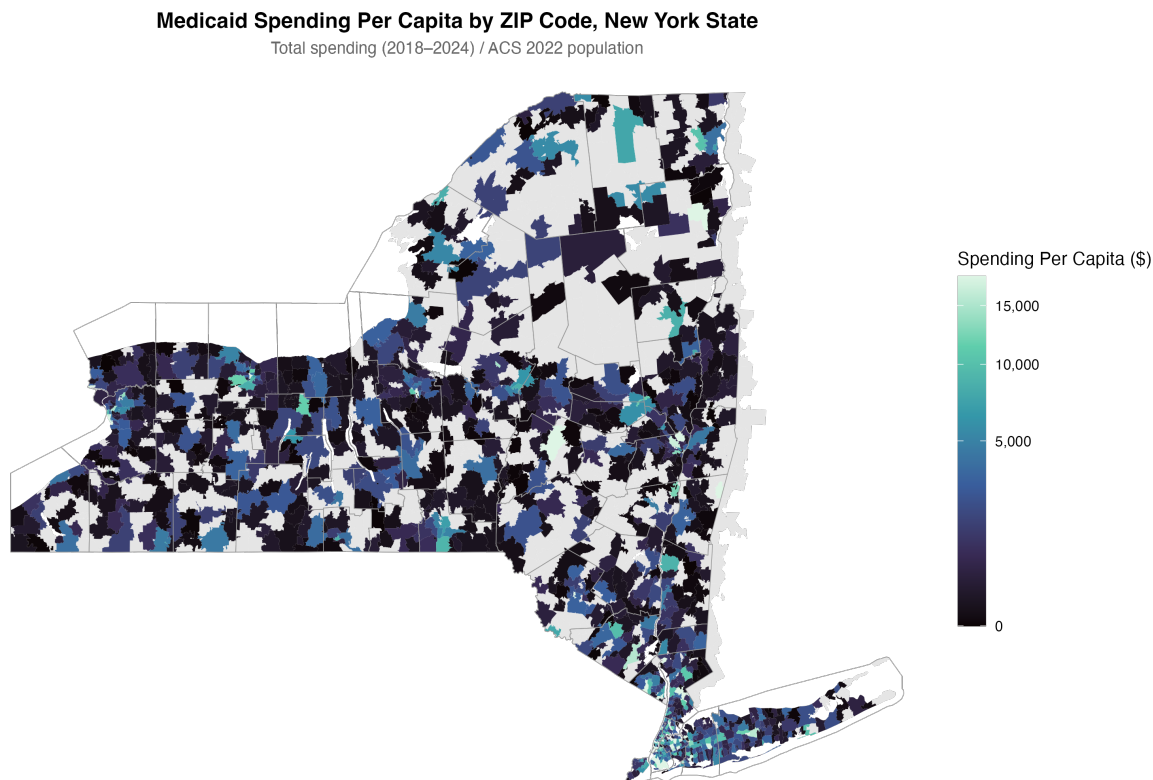 Medicaid Spending Per Capita by ZIP Code, New York State
Total spending (2018–2024) / ACS 2022 population
Spending Per Capita ($)
15,000
10,000
5,000
0